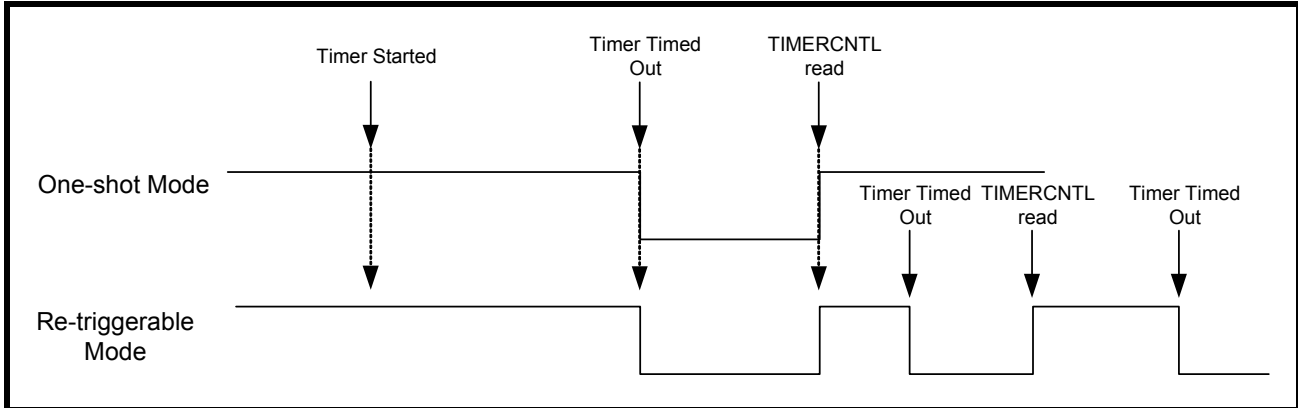 Timer Started
Timer Timed
Out
TIMERCNTL
read
One-shot Mode
Timer Timed
Out
TIMERCNTL
read
Timer Timed
Out
Re-triggerable
Mode